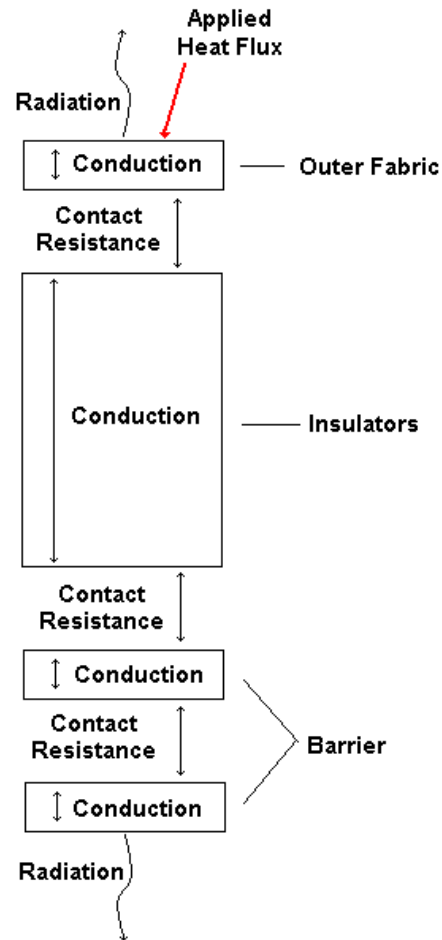 Applied
Heat Flux
Radiation
Conduction
Outer Fabric
Contact
Resistance
Conduction
Insulators
Contact
Resistance
Conduction
Contact
Resistance
Barrier
Conduction
Radiation